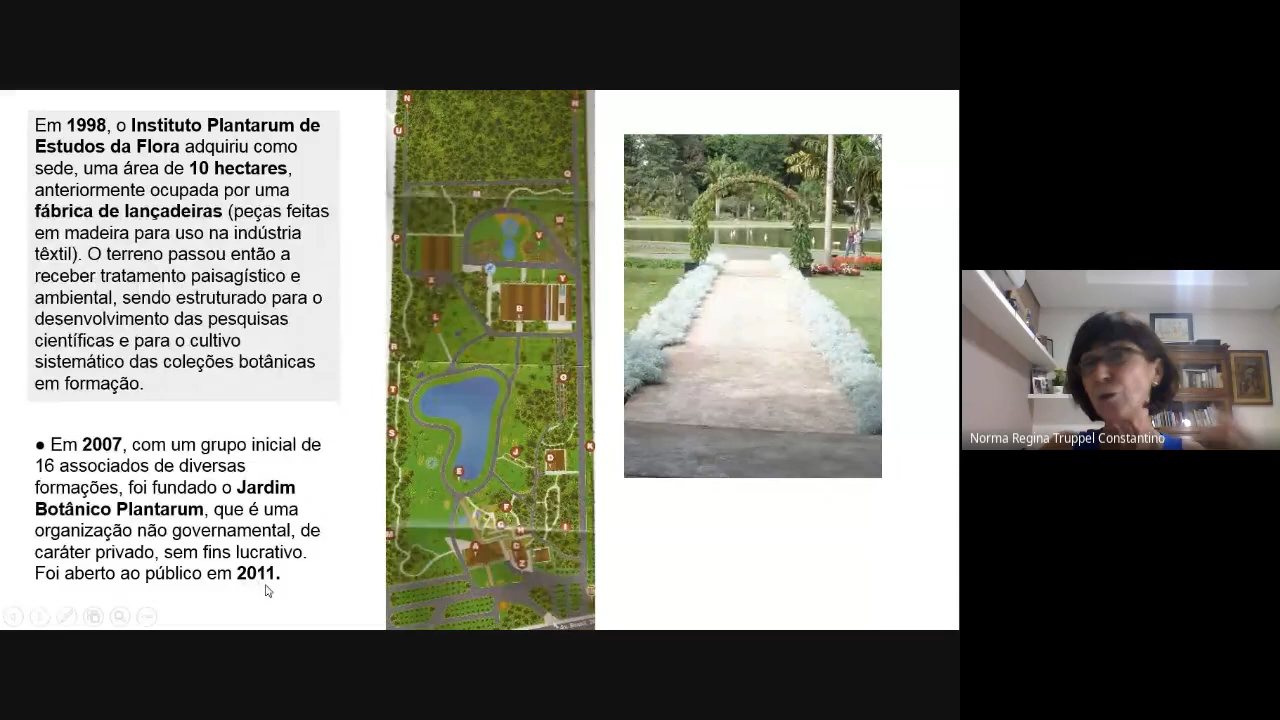 Em 1998, o Instituto Plantarum de
Estudos da Flora adquiriu como
sede, uma área de 10 hectares,
anteriormente ocupada por uma
fábrica de lançadeiras (peças feitas
em madeira para uso na indústria
têxtil). O terreno passou então a
receber tratamento paisagístico e
ambiental, sendo estruturado para o
desenvolvimento das pesquisas
científicas e para o cultivo
sistemático das coleções botânicas
em formação.
● Em 2007, com um grupo inicial de
16 associados de diversas
formações, foi fundado o Jardim
Botânico Plantarum, que é uma
organização não governamental, de
caráter privado, sem fins lucrativo.
Foi aberto ao público em 2011.
N
U
P
V
B
E
J
D
F
G
A
Norma Regina Truppel Constantino